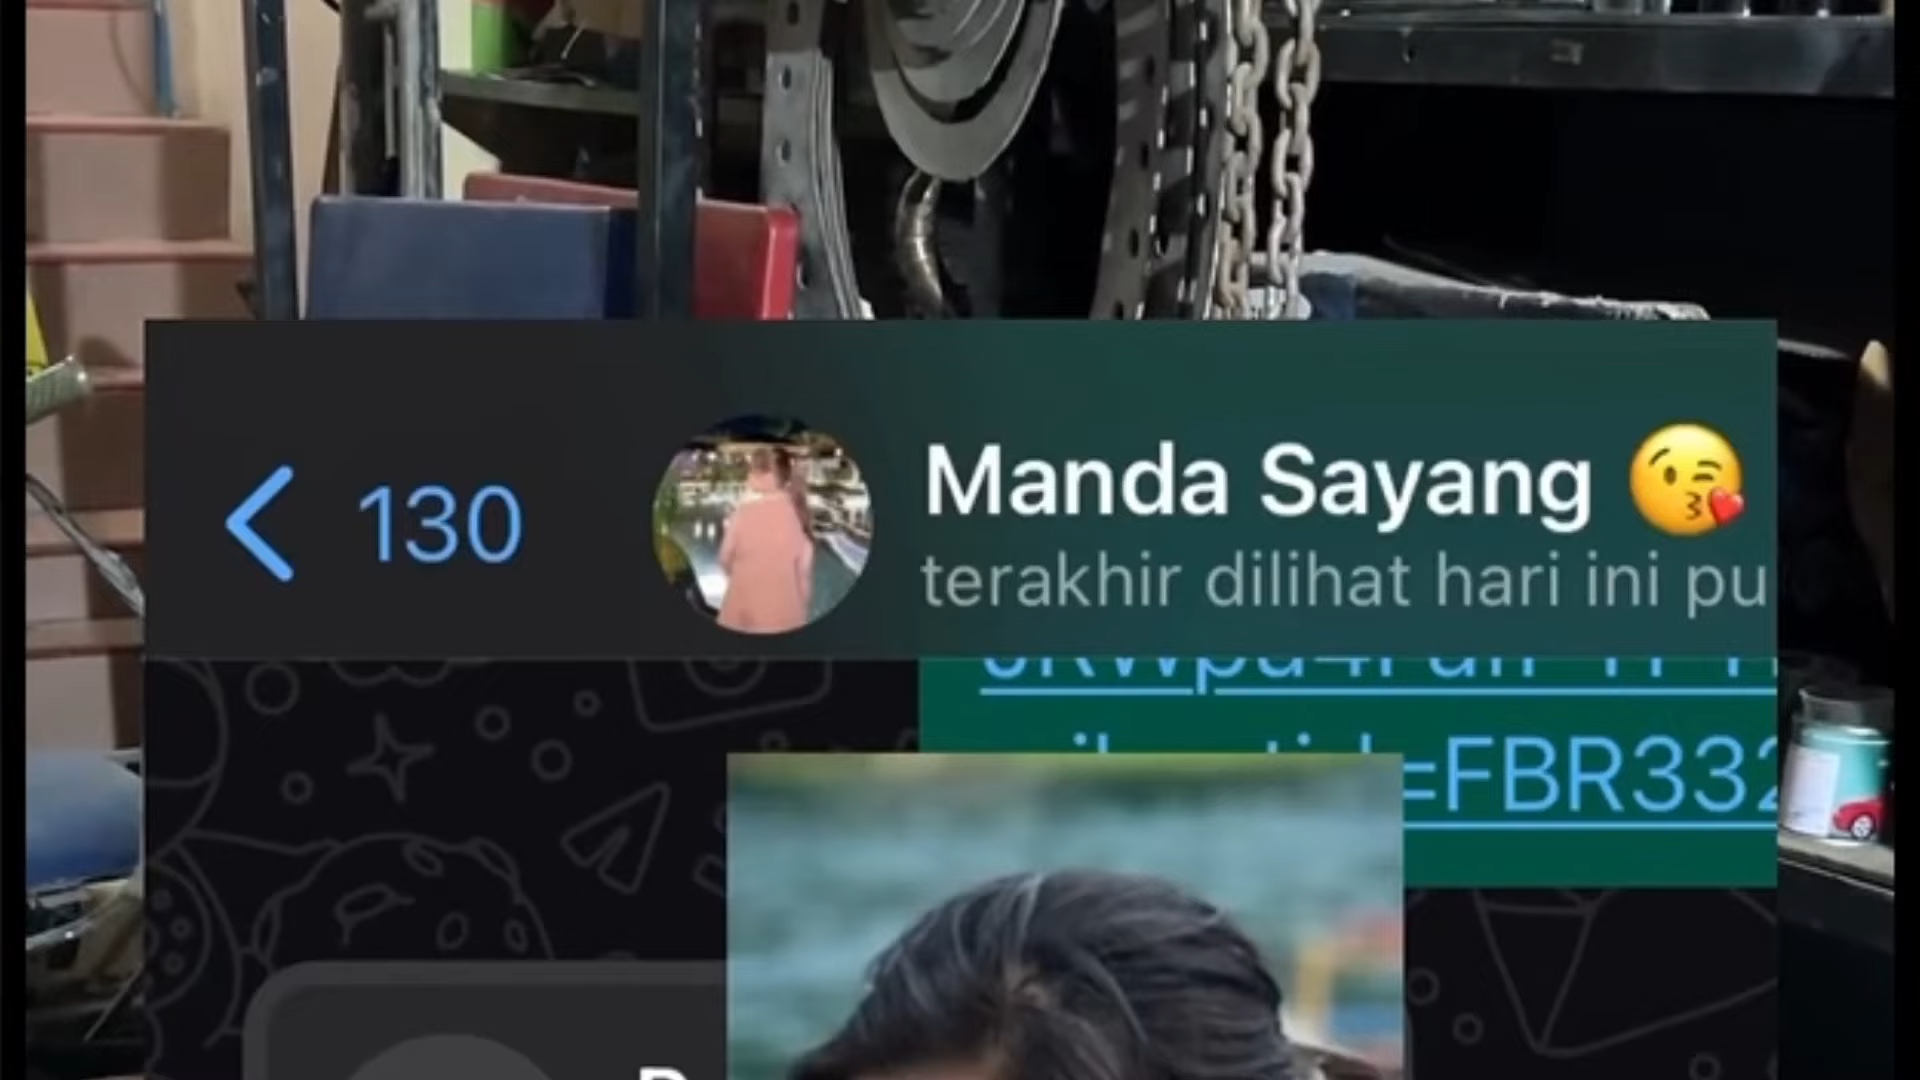 130
Manda Sayang 😘
terakhir dilihat hari ini pu
=FBR332